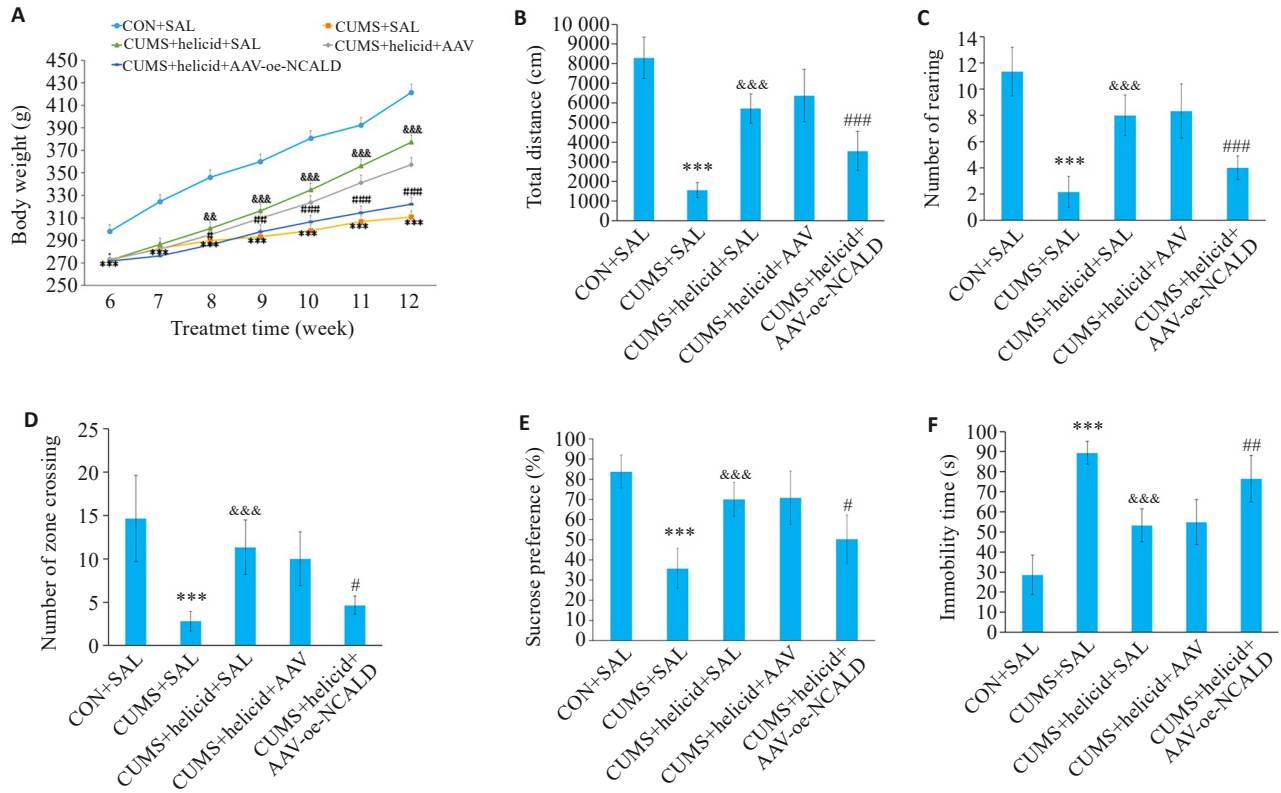 A
CON+SAL
CUMS+SAL
CUMS+helicid+SAL
CUMS+helicid+AAV
CUMS+helicid+AAV-oe-NCALD
Body weight (g)
450
430
410
390
370
350
330
310
290
270
250
***
***
&&
#
***
&&&
##
***
&&&
###
***
&&&
###
***
&&&
###
***
6 7 8 9 10 11 12
Treatmet time (week)
B
Total distance (cm)
10 000
9000
8000
7000
6000
5000
4000
3000
2000
1000
0
***
&&&
###
CON+SAL
CUMS+SAL
CUMS+helicid+SAL
CUMS+helicid+AAV
CUMS+helicid+
AAV-oe-NCALD
C
Number of rearing
14
12
10
8
6
4
2
0
***
&&&
###
CON+SAL
CUMS+SAL
CUMS+helicid+SAL
CUMS+helicid+AAV
CUMS+helicid+
AAV-oe-NCALD
D
Number of zone crossing
25
20
15
10
5
0
***
&&&
#
CON+SAL
CUMS+SAL
CUMS+helicid+SAL
CUMS+helicid+AAV
CUMS+helicid+
AAV-oe-NCALD
E
Sucrose preference (%)
100
90
80
70
60
50
40
30
20
10
0
***
&&&
#
CON+SAL
CUMS+SAL
CUMS+helicid+SAL
CUMS+helicid+AAV
CUMS+helicid+
AAV-oe-NCALD
F
Immobility time (s)
100
90
80
70
60
50
40
30
20
10
0
***
&&&
##
CON+SAL
CUMS+SAL
CUMS+helicid+SAL
CUMS+helicid+AAV
CUMS+helicid+
AAV-oe-NCALD